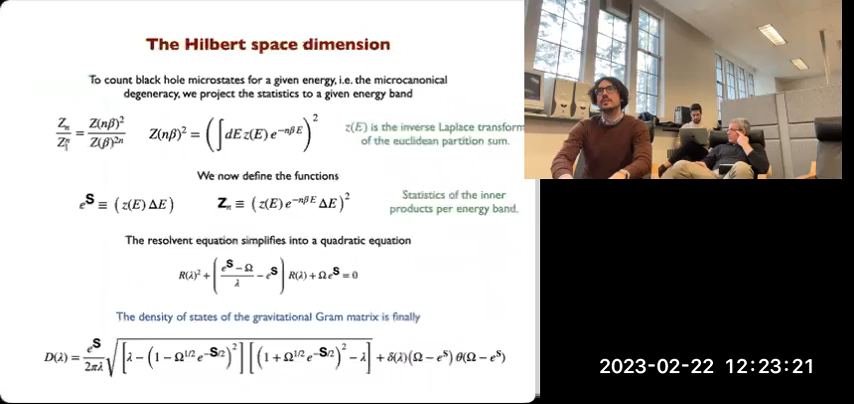 The Hilbert space dimension
To count black hole microstates for a given energy, i.e. the microcanonical
degeneracy, we project the statistics to a given energy band
Zₙ/Z₁ⁿ = Z(nβ)²/Z(β)²ⁿ   Z(nβ)² = (∫dE z(E) e^{−nβE})²   z(E) is the inverse Laplace transform
of the euclidean partition sum.
We now define the functions
e^S ≡ (z(E) ΔE)   Zₙ ≡ (z(E) e^{−nβE} ΔE)²   Statistics of the inner
products per energy band.
The resolvent equation simplifies into a quadratic equation
R(λ)² + ((e^S − Ω)/λ − e^S) R(λ) + Ω e^S = 0
The density of states of the gravitational Gram matrix is finally
D(λ) = e^S/(2πλ) √([λ − (1 − Ω^{1/2} e^{−S/2})²][(1 + Ω^{1/2} e^{−S/2})² − λ]) + δ(λ)(Ω − e^S) θ(Ω − e^S)
2023-02-22 12:23:21